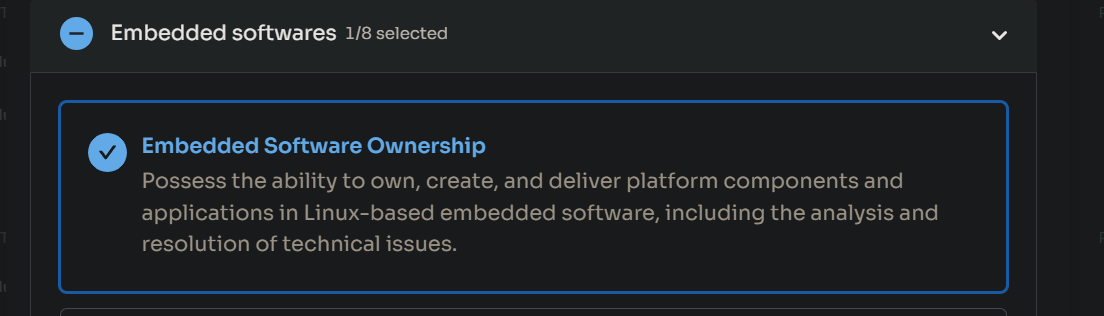 Embedded softwares 1/8 selected
Embedded Software Ownership
Possess the ability to own, create, and deliver platform components and
applications in Linux-based embedded software, including the analysis and
resolution of technical issues.